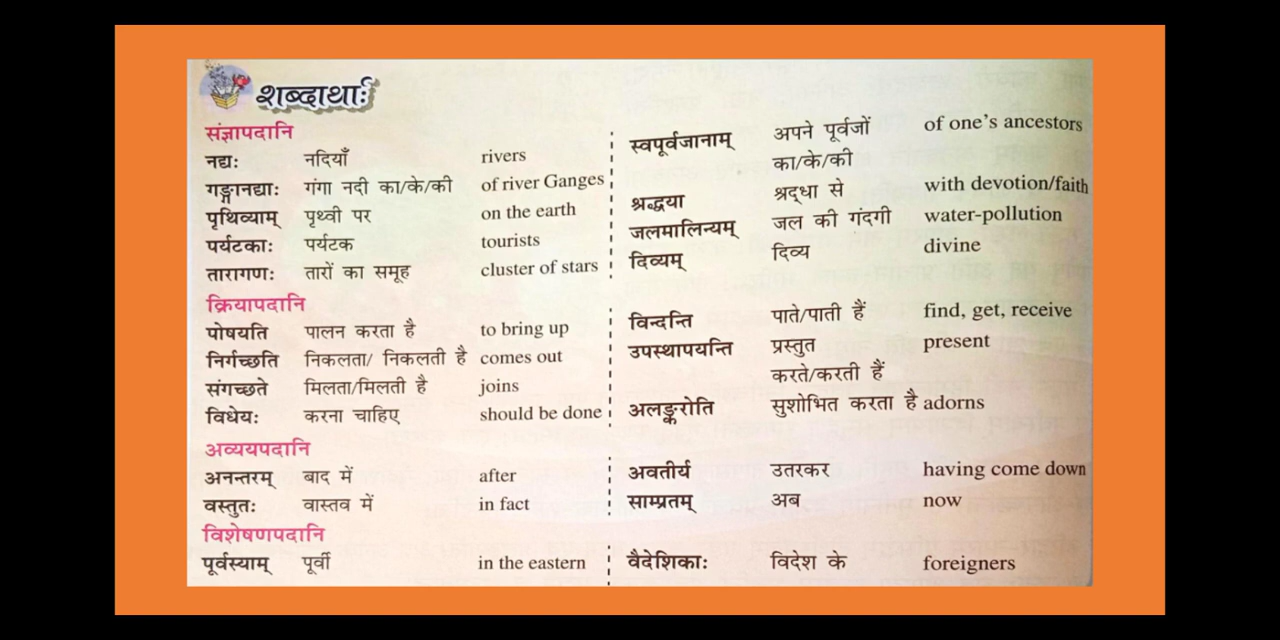 शब्दार्थाः
संज्ञापदानि
नद्यः नदियाँ rivers
गङ्गानद्याः गंगा नदी का/के/की of river Ganges
पृथिव्याम् पृथ्वी पर on the earth
पर्यटकाः पर्यटक tourists
तारागणः तारों का समूह cluster of stars
स्वपूर्वजानाम् अपने पूर्वजों of one's ancestors
का/के/की
श्रद्धया श्रद्धा से with devotion/faith
जलमालिन्यम् जल की गंदगी water-pollution
दिव्यम् दिव्य divine
क्रियापदानि
पोषयति पालन करता है to bring up
निर्गच्छति निकलता/ निकलती है comes out
संगच्छते मिलता/मिलती है joins
विधेयः करना चाहिए should be done
विन्दन्ति पाते/पाती हैं find, get, receive
उपस्थापयन्ति प्रस्तुत present
करते/करती हैं
अलङ्करोति सुशोभित करता है adorns
अव्ययपदानि
अनन्तरम् बाद में after
वस्तुतः वास्तव में in fact
अवतीर्य उतरकर having come down
साम्प्रतम् अब now
विशेषणपदानि
पूर्वस्याम् पूर्वी in the eastern
वैदेशिकाः विदेश के foreigners